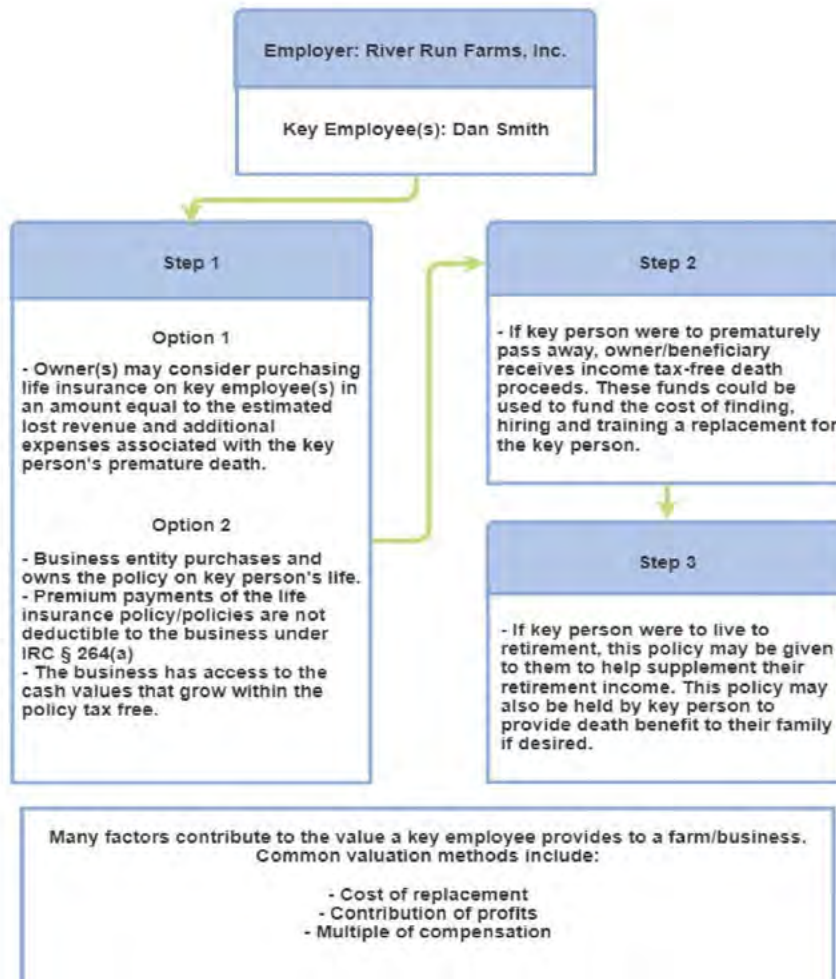 Employer: River Run Farms, Inc.
Key Employee(s): Dan Smith
Step 1
Option 1
- Owner(s) may consider purchasing
life insurance on key employee(s) in
an amount equal to the estimated
lost revenue and additional
expenses associated with the key
person's premature death.
Option 2
- Business entity purchases and
owns the policy on key person's life.
- Premium payments of the life
insurance policy/policies are not
deductible to the business under
IRC § 264(a)
- The business has access to the
cash values that grow within the
policy tax free.
Step 2
- If key person were to prematurely
pass away, owner/beneficiary
receives income tax-free death
proceeds. These funds could be
used to fund the cost of finding,
hiring and training a replacement for
the key person.
Step 3
- If key person were to live to
retirement, this policy may be given
to them to help supplement their
retirement income. This policy may
also be held by key person to
provide death benefit to their family
if desired.
Many factors contribute to the value a key employee provides to a farm/business.
Common valuation methods include:
- Cost of replacement
- Contribution of profits
- Multiple of compensation